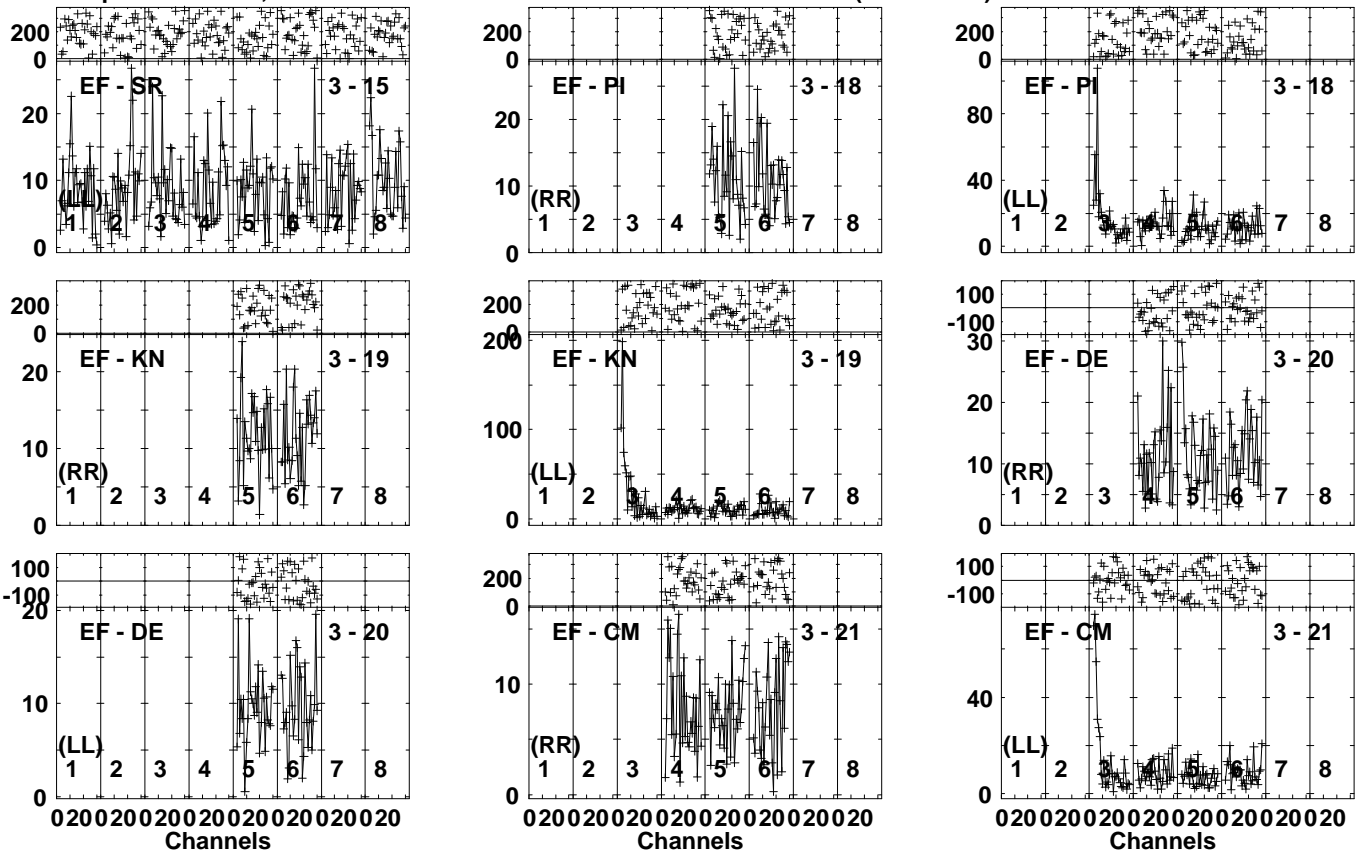 200 200 200
0 0 0
EF - SR 3 - 15 EF - PI 3 - 18 EF - PI 3 - 18
20 20 80
10 10 40
(LL) (RR) (LL)
1 2 3 4 5 6 7 8 1 2 3 4 5 6 7 8 1 2 3 4 5 6 7 8
0 0 0
200 200 100
0 0 -100
200 30
EF - KN 3 - 19 EF - KN 3 - 19 EF - DE 3 - 20
20 20
10 100 10
(RR) (LL) (RR)
1 2 3 4 5 6 7 8 1 2 3 4 5 6 7 8 1 2 3 4 5 6 7 8
0 0 0
100 200 100
-100 0 -100
20
EF - DE 3 - 20 EF - CM 3 - 21 EF - CM 3 - 21
10 10 40
(LL) (RR) (LL)
1 2 3 4 5 6 7 8 1 2 3 4 5 6 7 8 1 2 3 4 5 6 7 8
0 0 0
0 20 0 20 0 20 0 20 0 20 0 20 0 20 0 20 0 20 0 20 0 20 0 20 0 20 0 20 0 20 0 20 0 20 0 20 0 20 0 20 0 20 0 20 0 20 0 20
Channels Channels Channels